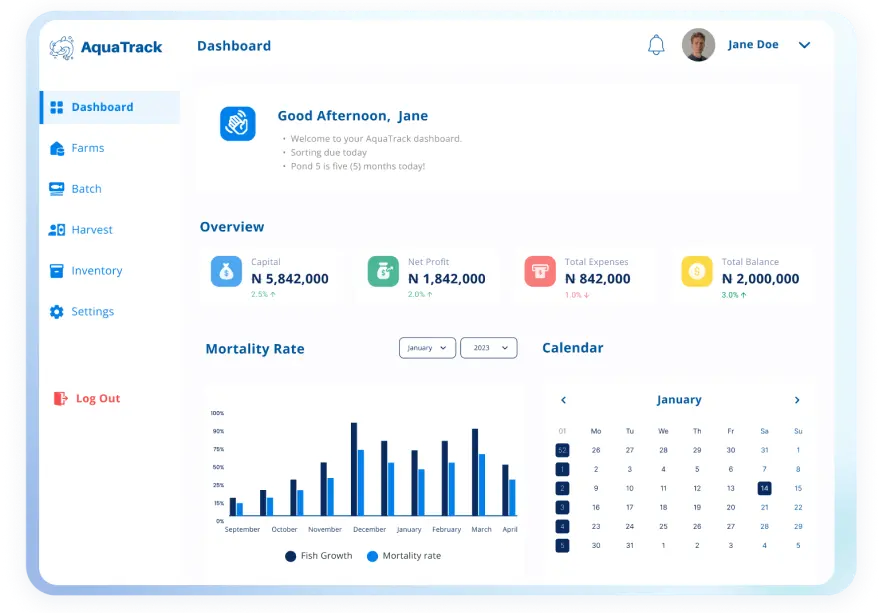 AquaTrack
Dashboard
Jane Doe
Dashboard
Farms
Batch
Harvest
Inventory
Settings
Log Out
Good Afternoon, Jane
• Welcome to your AquaTrack dashboard.
• Sorting due today
• Pond 5 is five (5) months today!
Overview
Capital
N 5,842,000
2.5% ↑
Net Profit
N 1,842,000
2.0% ↑
Total Expenses
N 842,000
1.0% ↓
Total Balance
N 2,000,000
3.0% ↑
Mortality Rate
January
2023
100%
90%
75%
50%
25%
15%
0%
September October November December January February March April
Fish Growth Mortality rate
Calendar
January
01 Mo Tu We Th Fr Sa Su
52 26 27 28 29 30 31 1
1 2 3 4 5 6 7 8
2 9 10 11 12 13 14 15
3 16 17 18 19 20 21 22
4 23 24 25 26 27 28 29
5 30 31 1 2 3 4 5